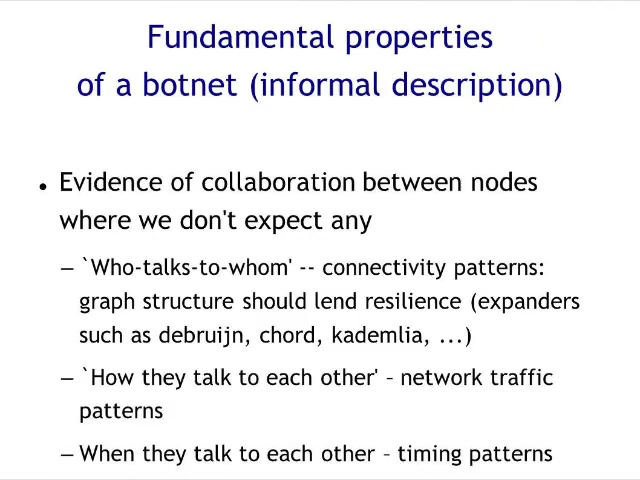 Fundamental properties
of a botnet (informal description)
● Evidence of collaboration between nodes
where we don't expect any
– `Who-talks-to-whom' -- connectivity patterns:
graph structure should lend resilience (expanders
such as debruijn, chord, kademlia, ...)
– `How they talk to each other' – network traffic
patterns
– When they talk to each other – timing patterns